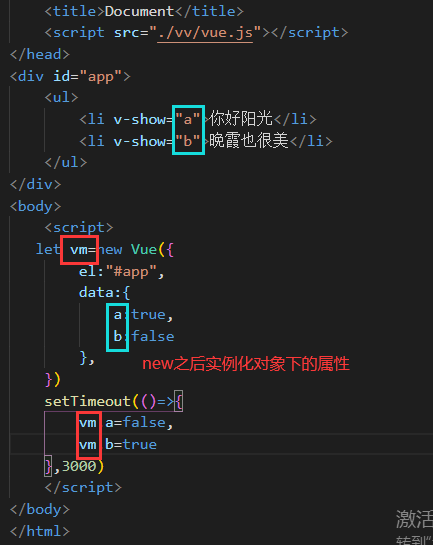 <title>Document</title>
<script src="./vv/vue.js"></script>
</head>
<div id="app">
<ul>
<li v-show="a">你好阳光</li>
<li v-show="b">晚霞也很美</li>
</ul>
</div>
<body>
<script>
let vm=new Vue({
el:"#app",
data:{
a:true,
b:false
},
new之后实例化对象下的属性
})
setTimeout(()=>{
vm.a=false,
vm.b=true
},3000)
</script>
</body>
</html>
激活
转到"